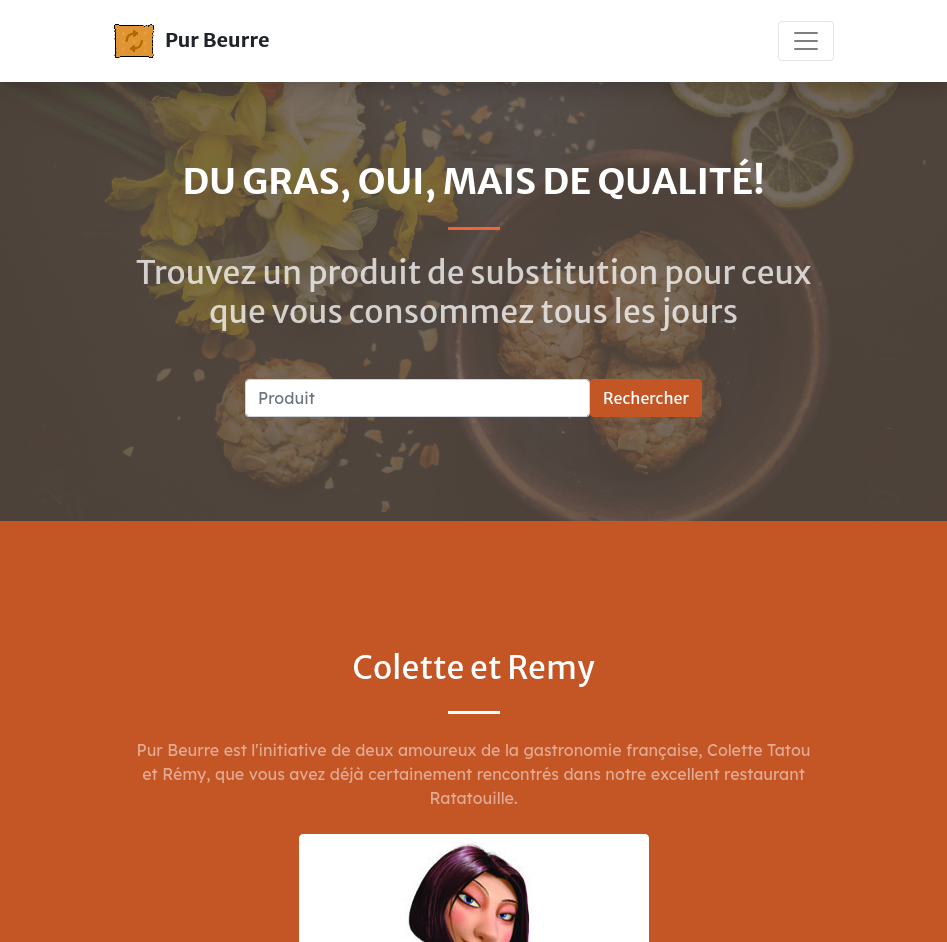 Pur Beurre
DU GRAS, OUI, MAIS DE QUALITÉ!
Trouvez un produit de substitution pour ceux
que vous consommez tous les jours
Produit
Rechercher
Colette et Remy
Pur Beurre est l'initiative de deux amoureux de la gastronomie française, Colette Tatou
et Rémy, que vous avez déjà certainement rencontrés dans notre excellent restaurant
Ratatouille.